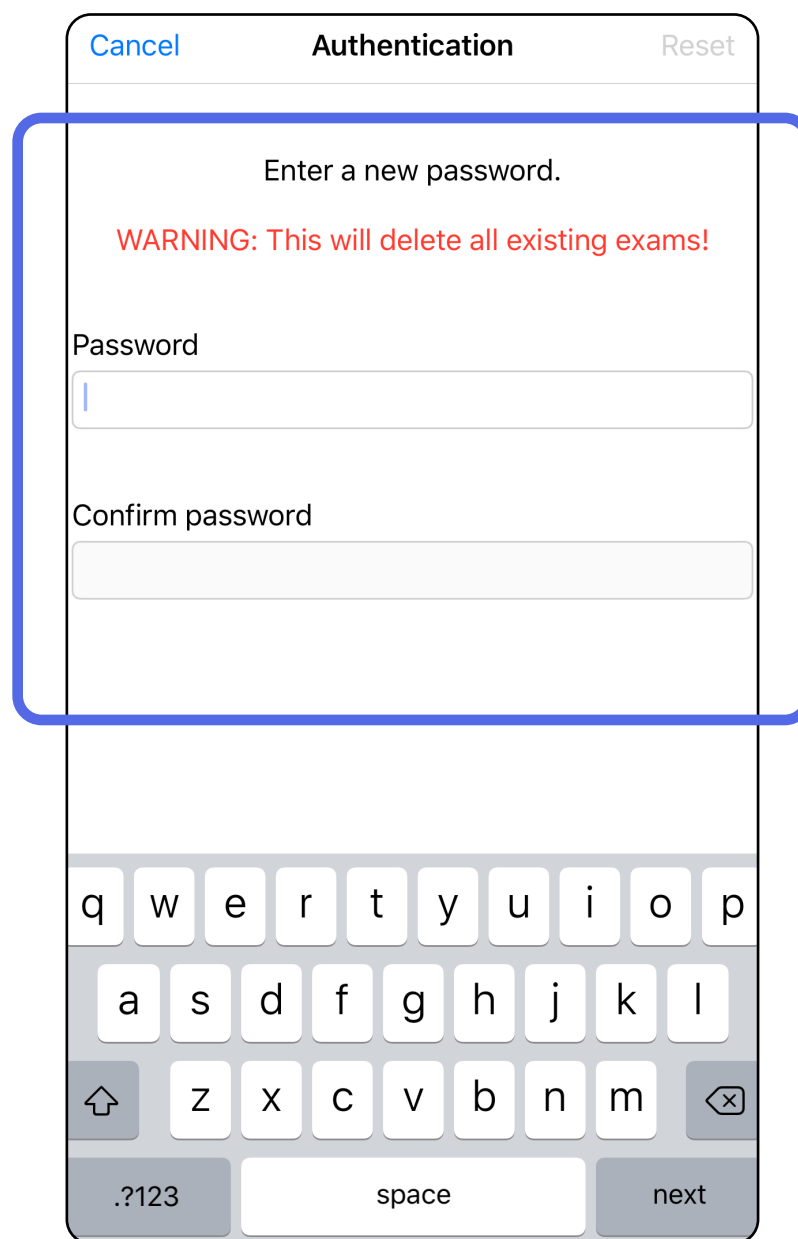 Cancel Authentication Reset
Enter a new password.
WARNING: This will delete all existing exams!
Password
Confirm password
q w e r t y u i o p
a s d f g h j k l
z x c v b n m
.?123 space next